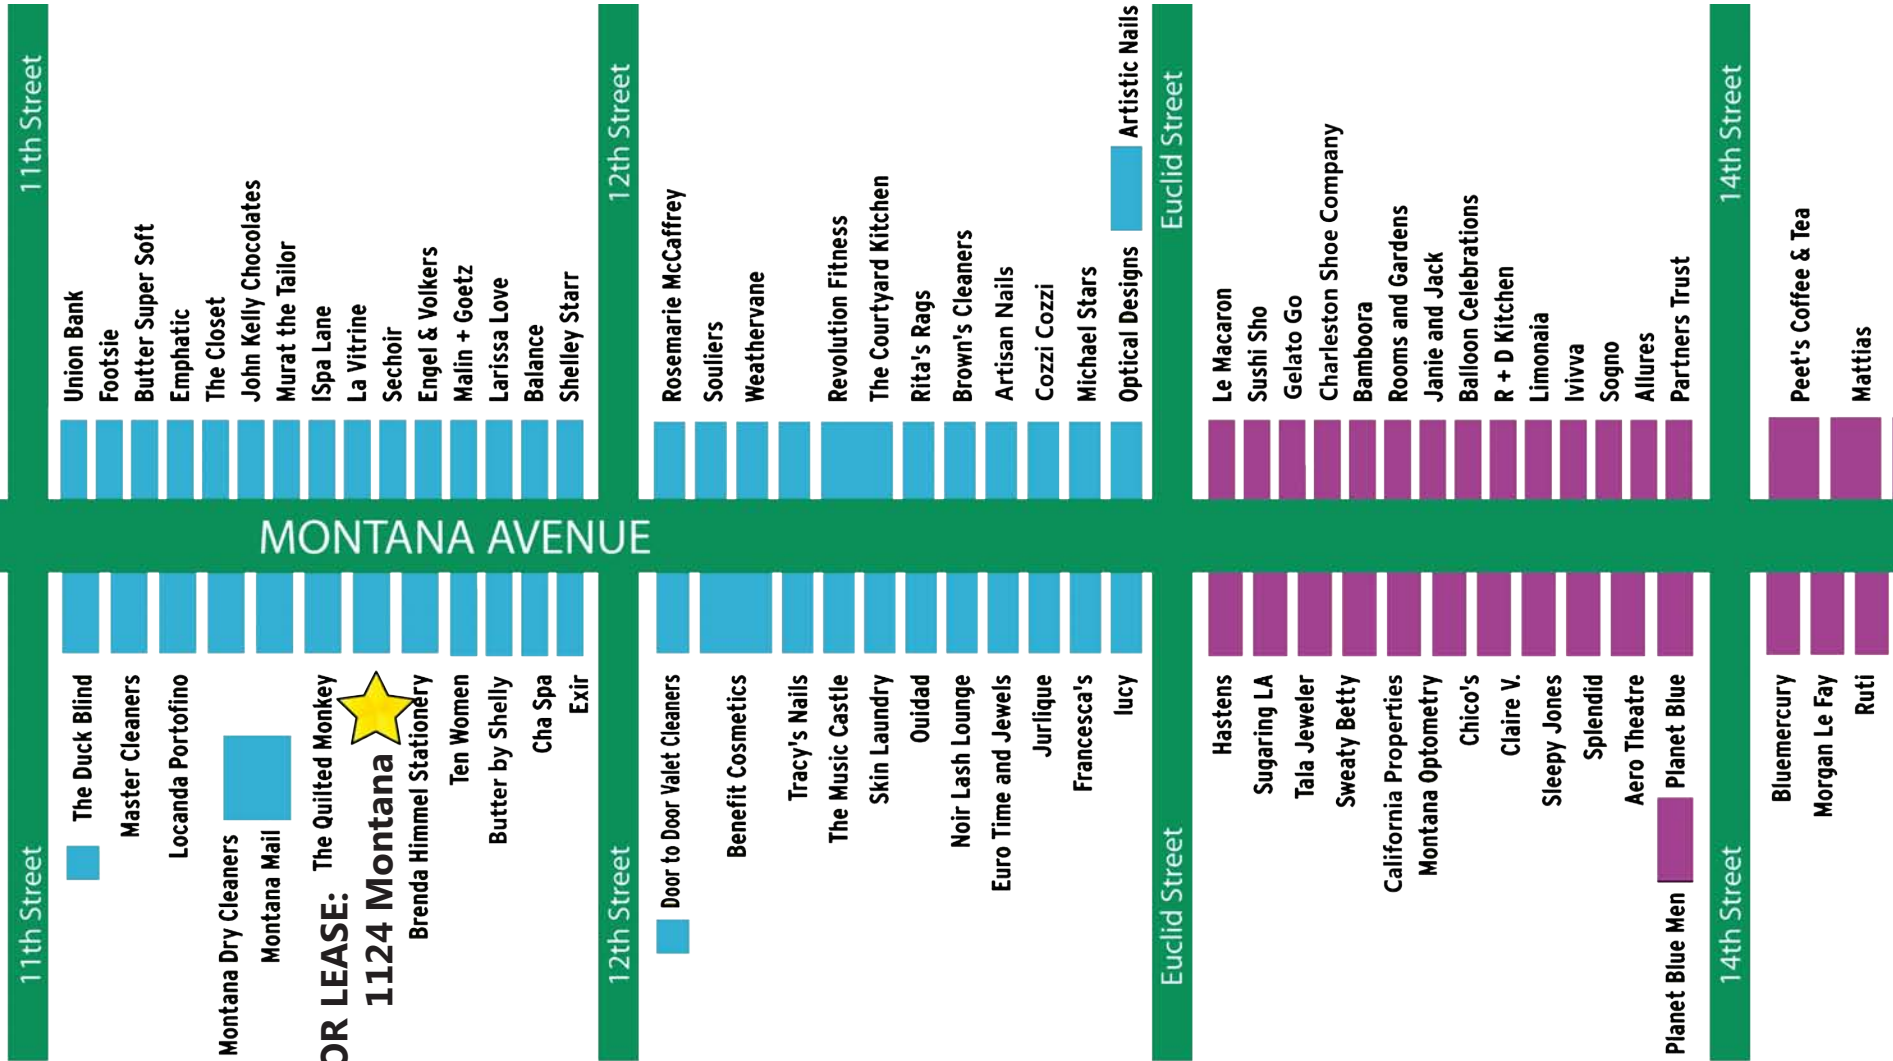 11th Street
Union Bank
Footsie
Butter Super Soft
Emphatic
The Closet
John Kelly Chocolates
Murat the Tailor
ISpa Lane
La Vitrine
Sechoir
Engel & Volkers
Malin + Goetz
Larissa Love
Balance
Shelley Starr
12th Street
Rosemarie McCaffrey
Souliers
Weathervane
Revolution Fitness
The Courtyard Kitchen
Rita's Rags
Brown's Cleaners
Artisan Nails
Cozzi Cozzi
Michael Stars
Optical Designs
Artistic Nails
Euclid Street
Le Macaron
Sushi Sho
Gelato Go
Charleston Shoe Company
Bamboora
Rooms and Gardens
Janie and Jack
Balloon Celebrations
R + D Kitchen
Limonaia
Ivivva
Sogno
Allures
Partners Trust
14th Street
Peet's Coffee & Tea
Mattias
MONTANA AVENUE
11th Street
The Duck Blind
Master Cleaners
Locanda Portofino
Montana Dry Cleaners
Montana Mail
The Quilted Monkey
OR LEASE:
1124 Montana
Brenda Himmel Stationery
Ten Women
Butter by Shelly
Cha Spa
Exir
12th Street
Door to Door Valet Cleaners
Benefit Cosmetics
Tracy's Nails
The Music Castle
Skin Laundry
Ouidad
Noir Lash Lounge
Euro Time and Jewels
Jurlique
Francesca's
lucy
Euclid Street
Hastens
Sugaring LA
Tala Jeweler
Sweaty Betty
California Properties
Montana Optometry
Chico's
Claire V.
Sleepy Jones
Splendid
Aero Theatre
Planet Blue
Planet Blue Men
14th Street
Bluemercury
Morgan Le Fay
Ruti